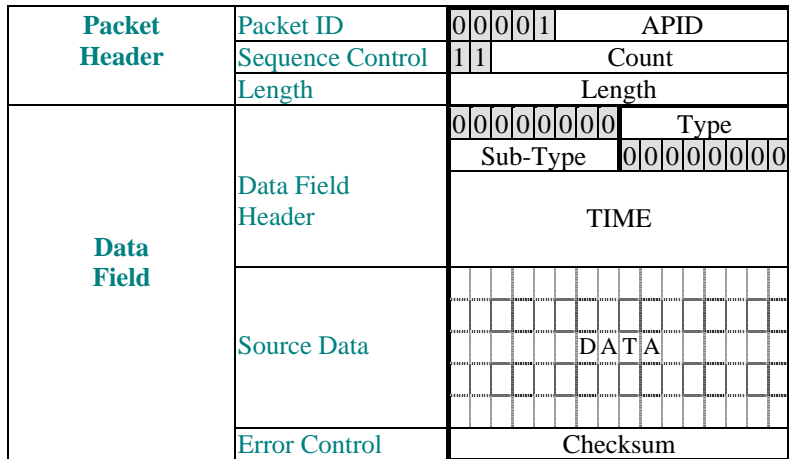 Packet Header Packet ID 0 0 0 0 1 APID
Sequence Control 1 1 Count
Length Length
Data Field Data Field Header 0 0 0 0 0 0 0 0 Type
Sub-Type 0 0 0 0 0 0 0 0
TIME
Source Data D A T A
Error Control Checksum